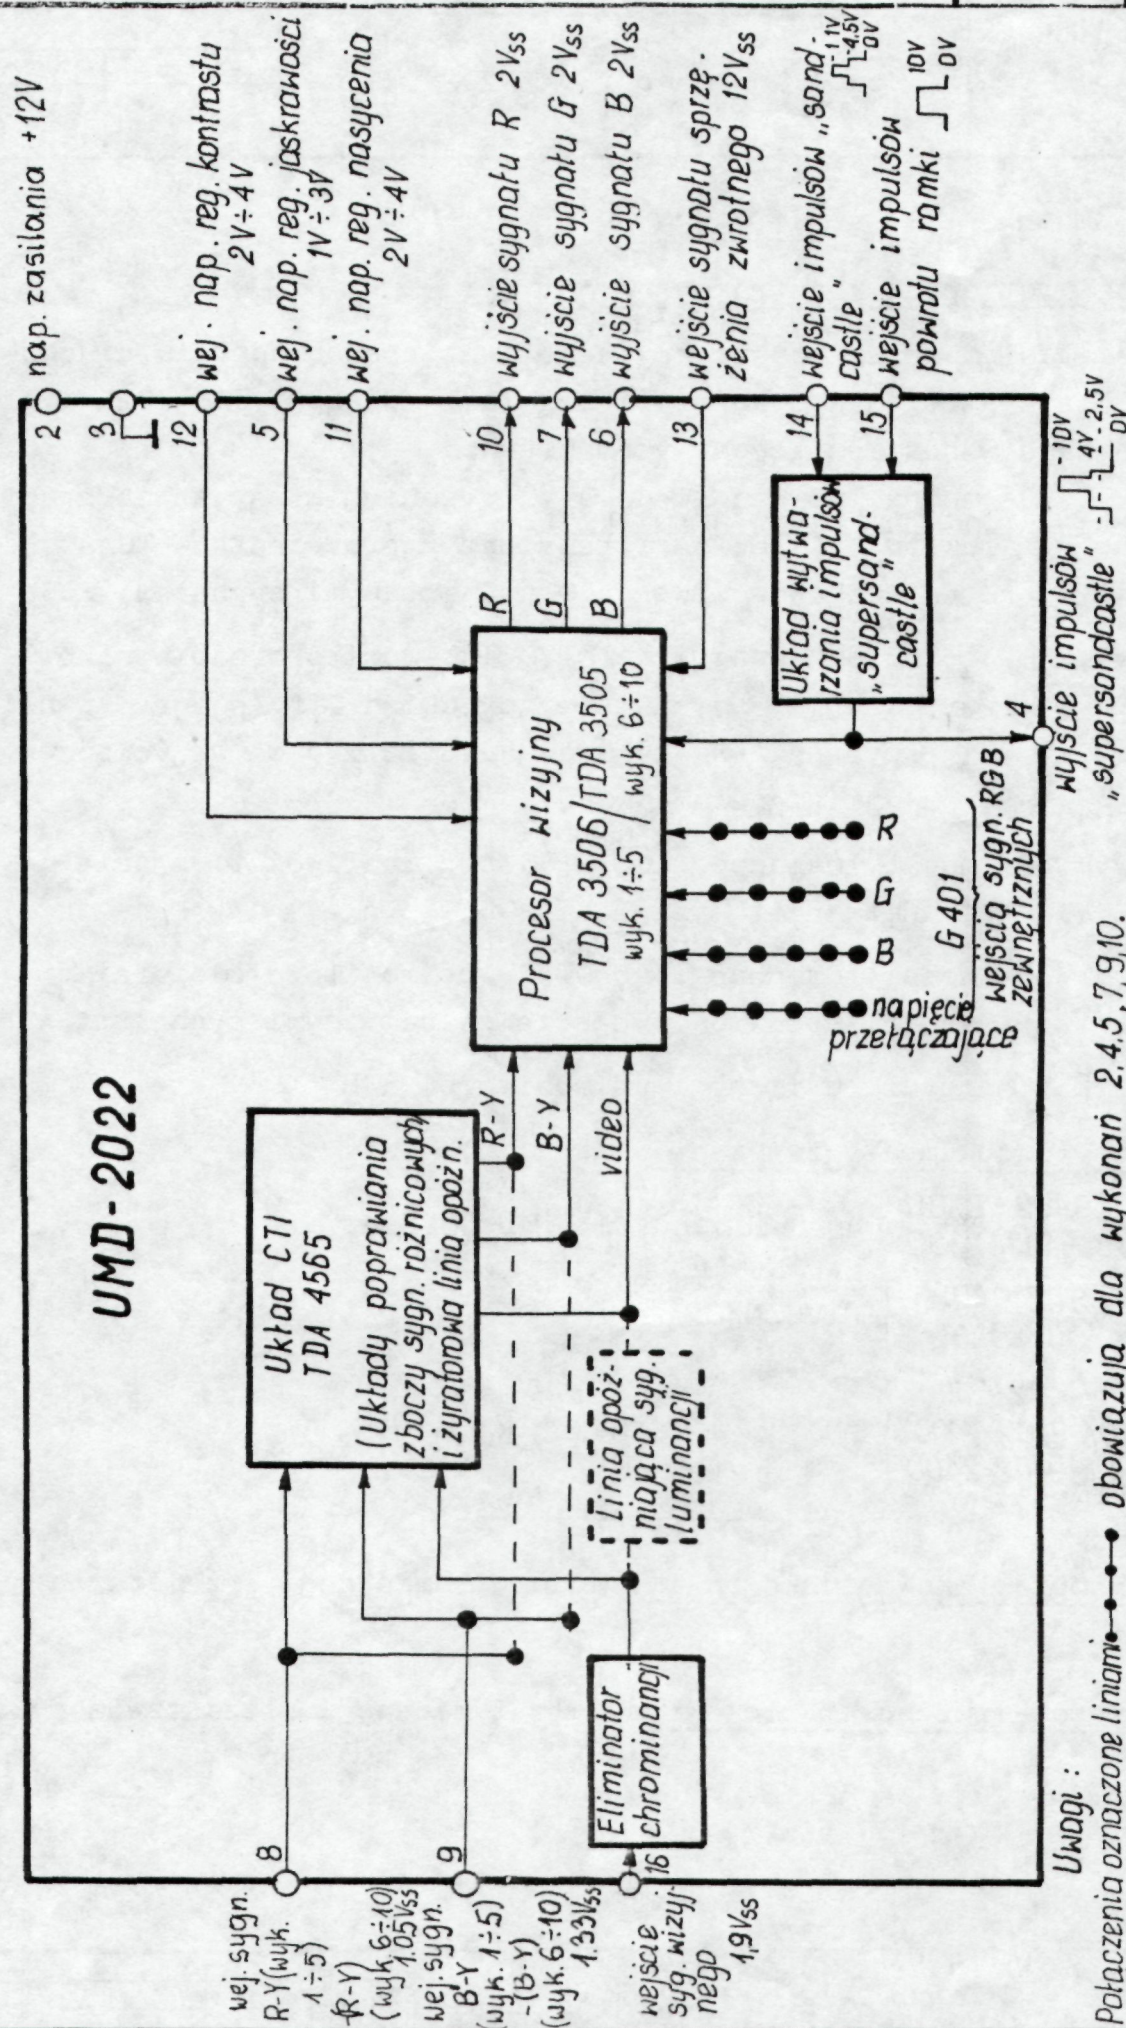 UMD-2022
2
nap. zasilania +12V
3
12
wej. nap. reg. kontrastu
2V÷4V
5
wej. nap. reg. jaskrawości
1V÷3V
11
wej. nap. reg. nasycenia
2V÷4V
10
wyjście sygnału R 2Vss
7
wyjście sygnału G 2Vss
6
wyjście sygnału B 2Vss
13
wejście sygnału sprzę-
żenia zwrotnego 12Vss
14
wejście impulsów „sand-
castle”
11V
4.5V
0V
15
wejście impulsów
powrotu ramki
10V
0V
Układ CTI
TDA 4565
(Układy poprawiania
zboczy sygn. różnicowych
i żyratorowa linia opóźn.
R-Y
B-Y
video
Linia opóź-
niająca syg.
luminancji
Eliminator
chrominancji
Procesor wizyjny
TDA 3506/TDA 3505
wyk. 1÷5 / wyk. 6÷10
R
G
B
Układ wytwa-
rzania impulsów
„supersand-
castle”
R
G
B
napięcie
przełączające
G401
wejścia sygn. RGB
zewnętrznych
4
wyjście impulsów
„supersandcastle”
10V
4V
2.5V
0V
8
wej. sygn.
R-Y (wyk.
1÷5)
-(R-Y)
(wyk. 6÷10)
1.05Vss
9
wej. sygn.
B-Y
(wyk. 1÷5)
-(B-Y)
(wyk. 6÷10)
1.33Vss
16
wejście
syg. wizyj-
nego
1,9Vss
Uwagi :
Połączenia oznaczone liniami obowiązują dla wykonań 2,4,5,7,9,10.